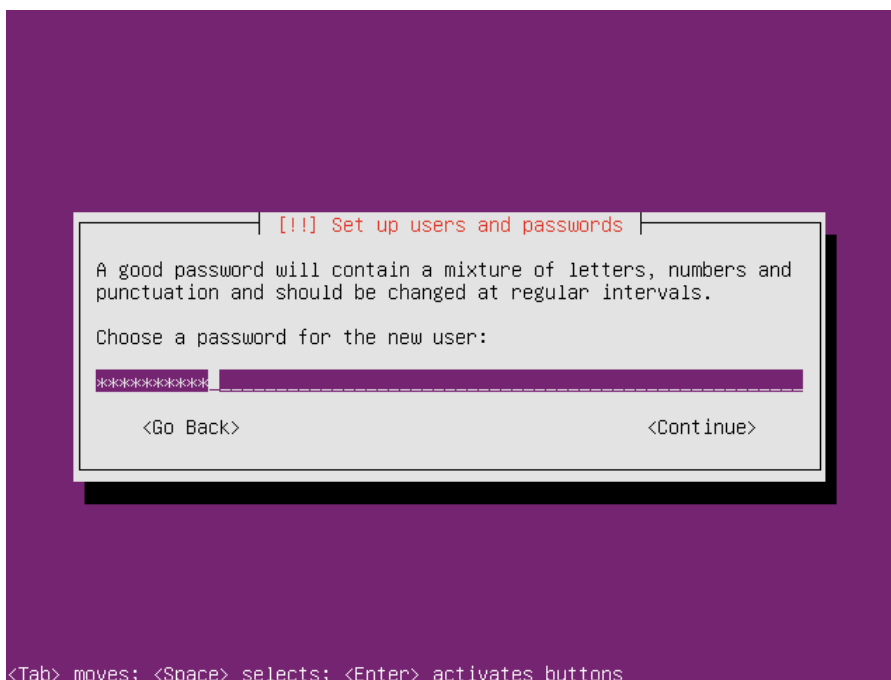 [!!] Set up users and passwords
A good password will contain a mixture of letters, numbers and
punctuation and should be changed at regular intervals.
Choose a password for the new user:
**********
<Go Back> <Continue>
<Tab> moves; <Space> selects; <Enter> activates buttons